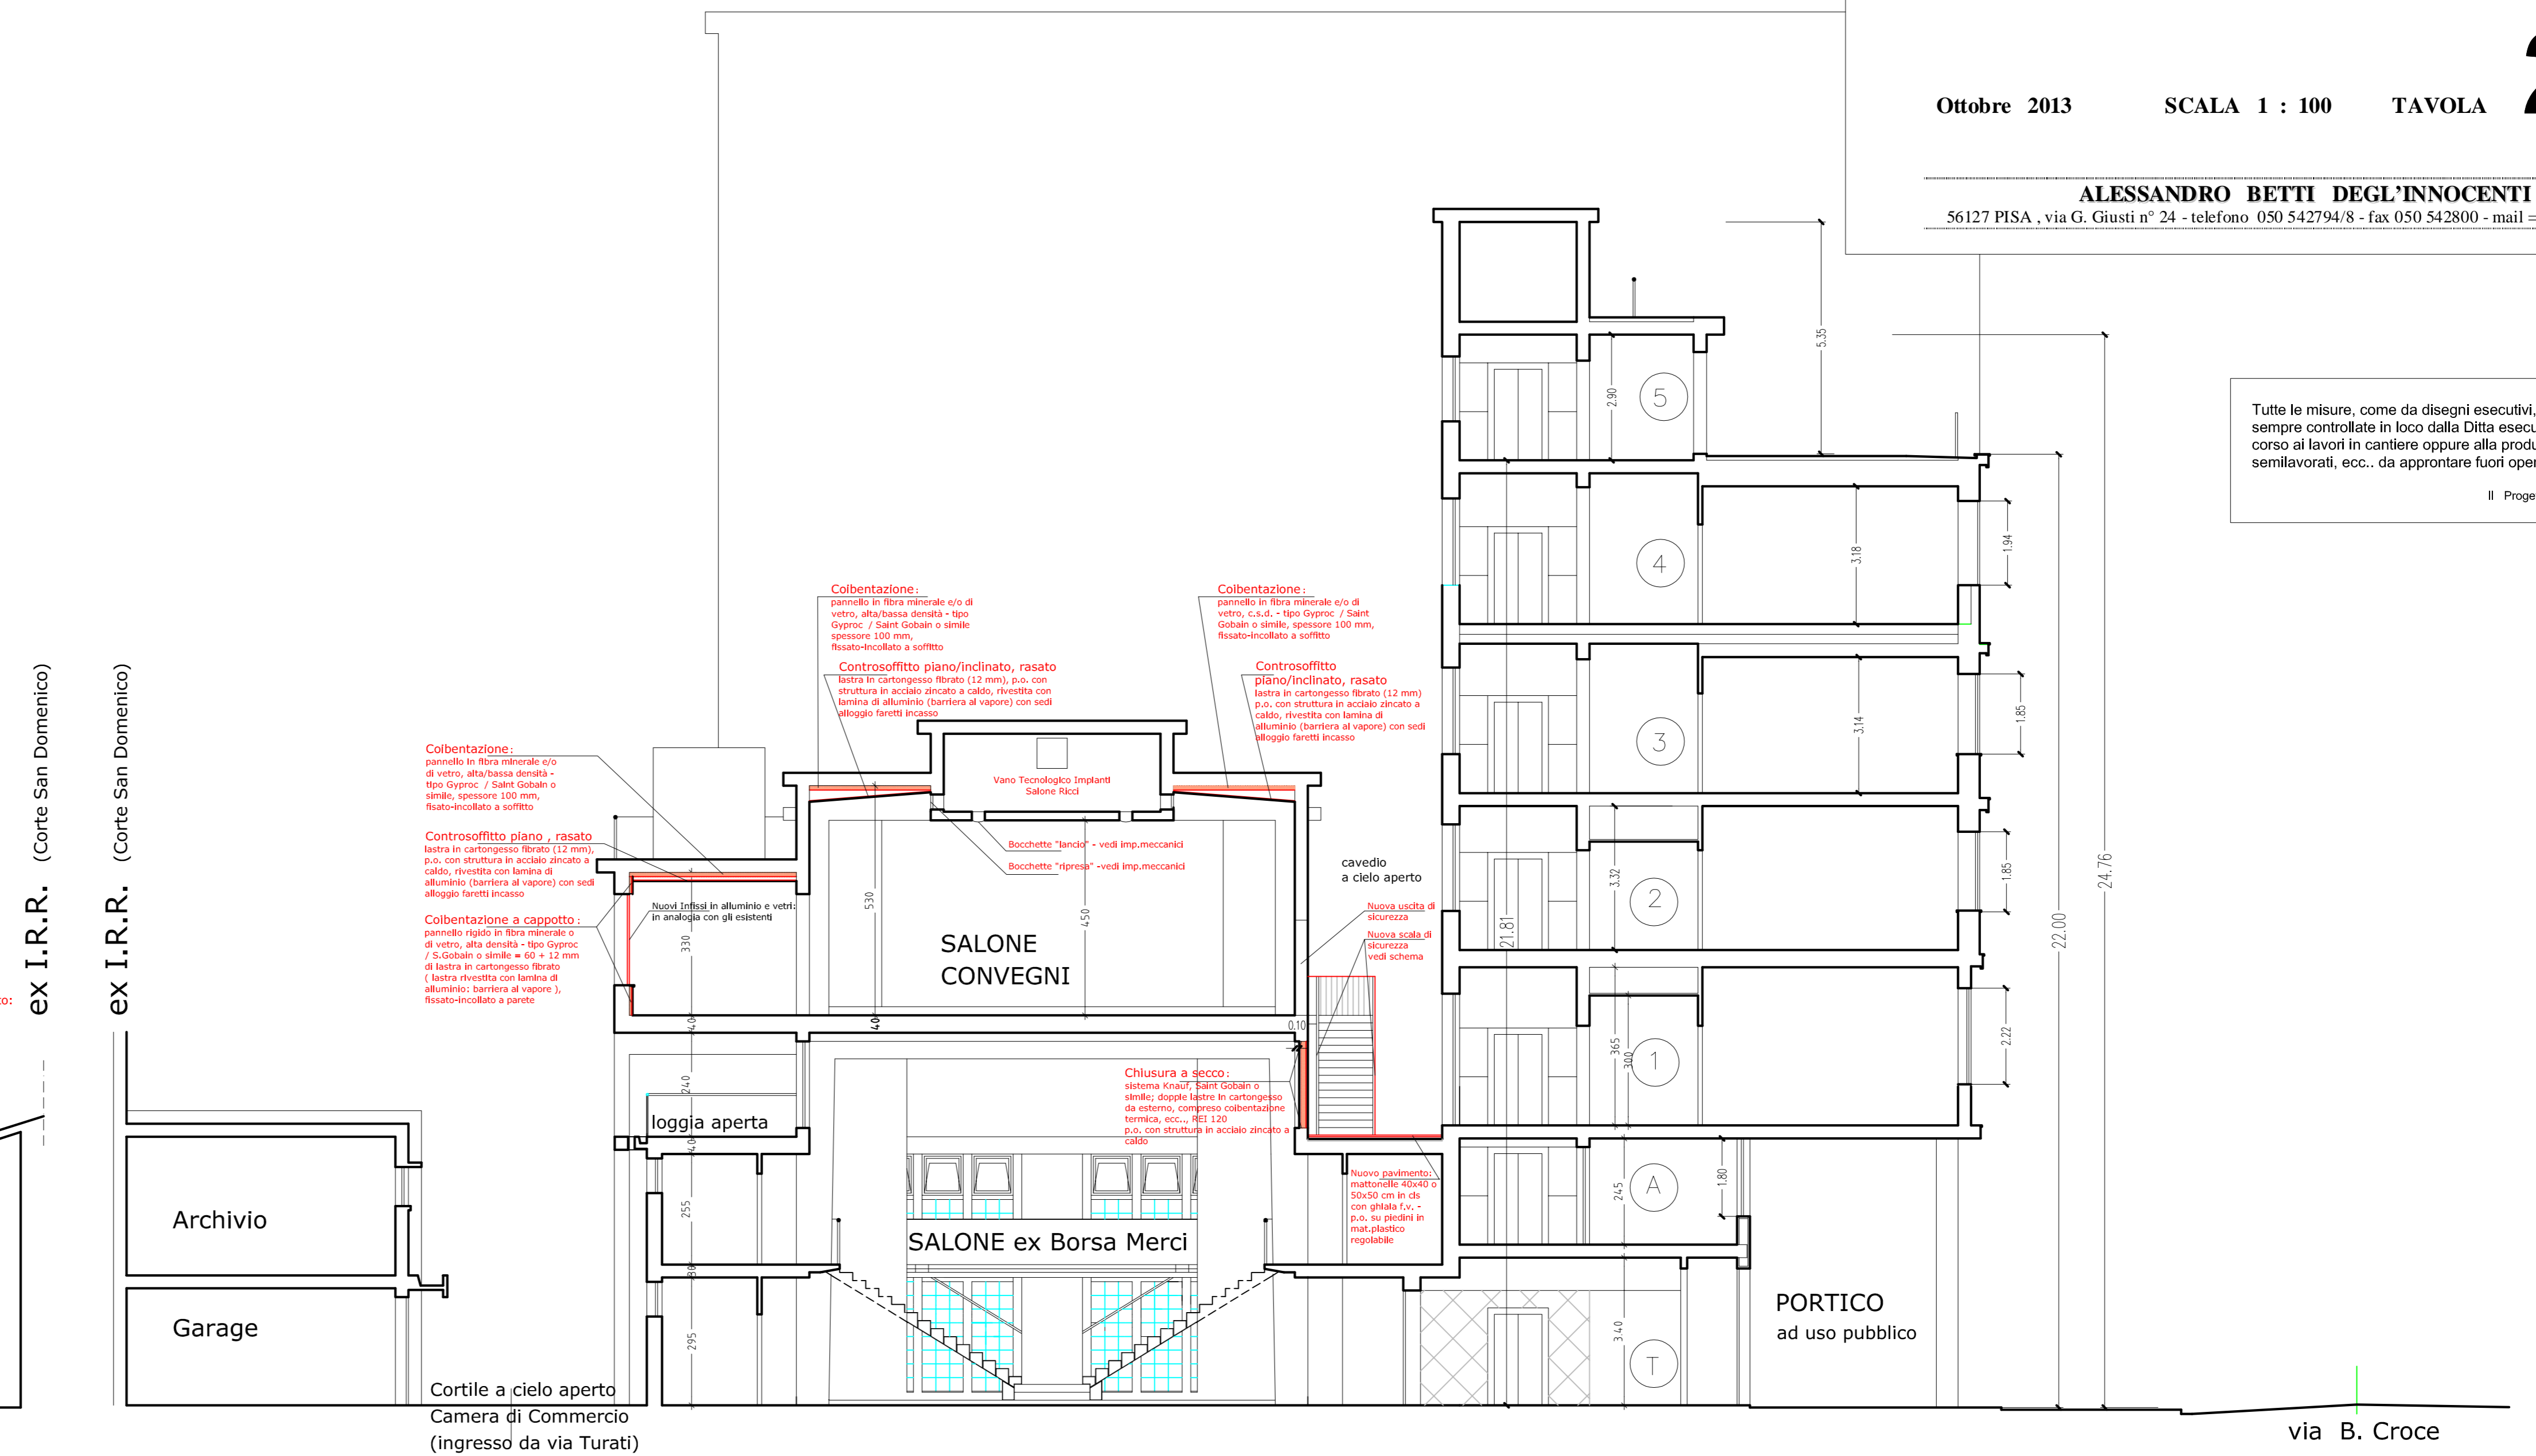 Ottobre 2013 SCALA 1 : 100 TAVOLA
ALESSANDRO BETTI DEGL'INNOCENTI
56127 PISA , via G. Giusti n° 24 - telefono 050 542794/8 - fax 050 542800 - mail =
Tutte le misure, come da disegni esecutivi,
sempre controllate in loco dalla Ditta
corso ai lavori in cantiere oppure alla
semilavorati, ecc.. da approntare fuori
Il
ex I.R.R. (Corte San Domenico)
ex I.R.R. (Corte San Domenico)
Coibentazione:
pannello in fibra minerale e/o di
vetro, alta/bassa densità - tipo
Gyproc / Saint Gobain o simile
spessore 100 mm,
fissato-incollato a soffitto
Controsoffitto piano/inclinato, rasato
lastra in cartongesso fibrato (12 mm), p.o. con
struttura in acciaio zincato a caldo, rivestita con
lamina di alluminio (barriera al vapore) con sedi
alloggio faretti incasso
Coibentazione:
pannello in fibra minerale e/o di
vetro, c.s.d. - tipo Gyproc / Saint
Gobain o simile, spessore 100 mm,
fissato-incollato a soffitto
Controsoffitto
piano/inclinato, rasato
lastra in cartongesso fibrato (12 mm)
p.o. con struttura in acciaio zincato a
caldo, rivestita con lamina di
alluminio (barriera al vapore) con sedi
alloggio faretti incasso
Coibentazione:
pannello in fibra minerale e/o
di vetro, alta/bassa densità -
tipo Gyproc / Saint Gobain o
simile, spessore 100 mm,
fisato-incollato a soffitto
Controsoffitto piano , rasato
lastra in cartongesso fibrato (12 mm),
p.o. con struttura in acciaio zincato a
caldo, rivestita con lamina di
alluminio (barriera al vapore) con sedi
alloggio faretti incasso
Coibentazione a cappotto :
pannello rigido in fibra minerale o
di vetro, alta densità - tipo Gyproc
/ S.Gobain o simile = 60 + 12 mm
di lastra in cartongesso fibrato
( lastra rivestita con lamina di
alluminio: barriera al vapore ),
fissato-incollato a parete
Nuovi Infissi in alluminio e vetri:
in analogia con gli esistenti
Vano Tecnologico Impianti
Salone Ricci
Bocchette "lancio" - vedi imp.meccanici
Bocchette "ripresa" -vedi imp.meccanici
SALONE
CONVEGNI
cavedio
a cielo aperto
Nuova uscita di
sicurezza
Nuova scala di
sicurezza
vedi schema
0.10
Chiusura a secco :
sistema Knauf, Saint Gobain o
simile; doppie lastre in cartongesso
da esterno, compreso coibentazione
termica, ecc.., REI 120
p.o. con struttura in acciaio zincato a
caldo
Nuovo pavimento:
mattonelle 40x40 o
50x50 cm in cls
con ghiaia f.v. -
p.o. su piedini in
mat.plastico
regolabile
loggia aperta
SALONE ex Borsa Merci
Archivio
Garage
Cortile a cielo aperto
Camera di Commercio
(ingresso da via Turati)
PORTICO
ad uso pubblico
via B. Croce
330
40
240
40
255
30
295
530
40
450
5
4
3
2
1
A
T
2.90
5.35
3.18
1.94
3.14
1.85
3.32
1.85
21.81
365
300
2.22
245
1.80
3.40
22.00
24.76